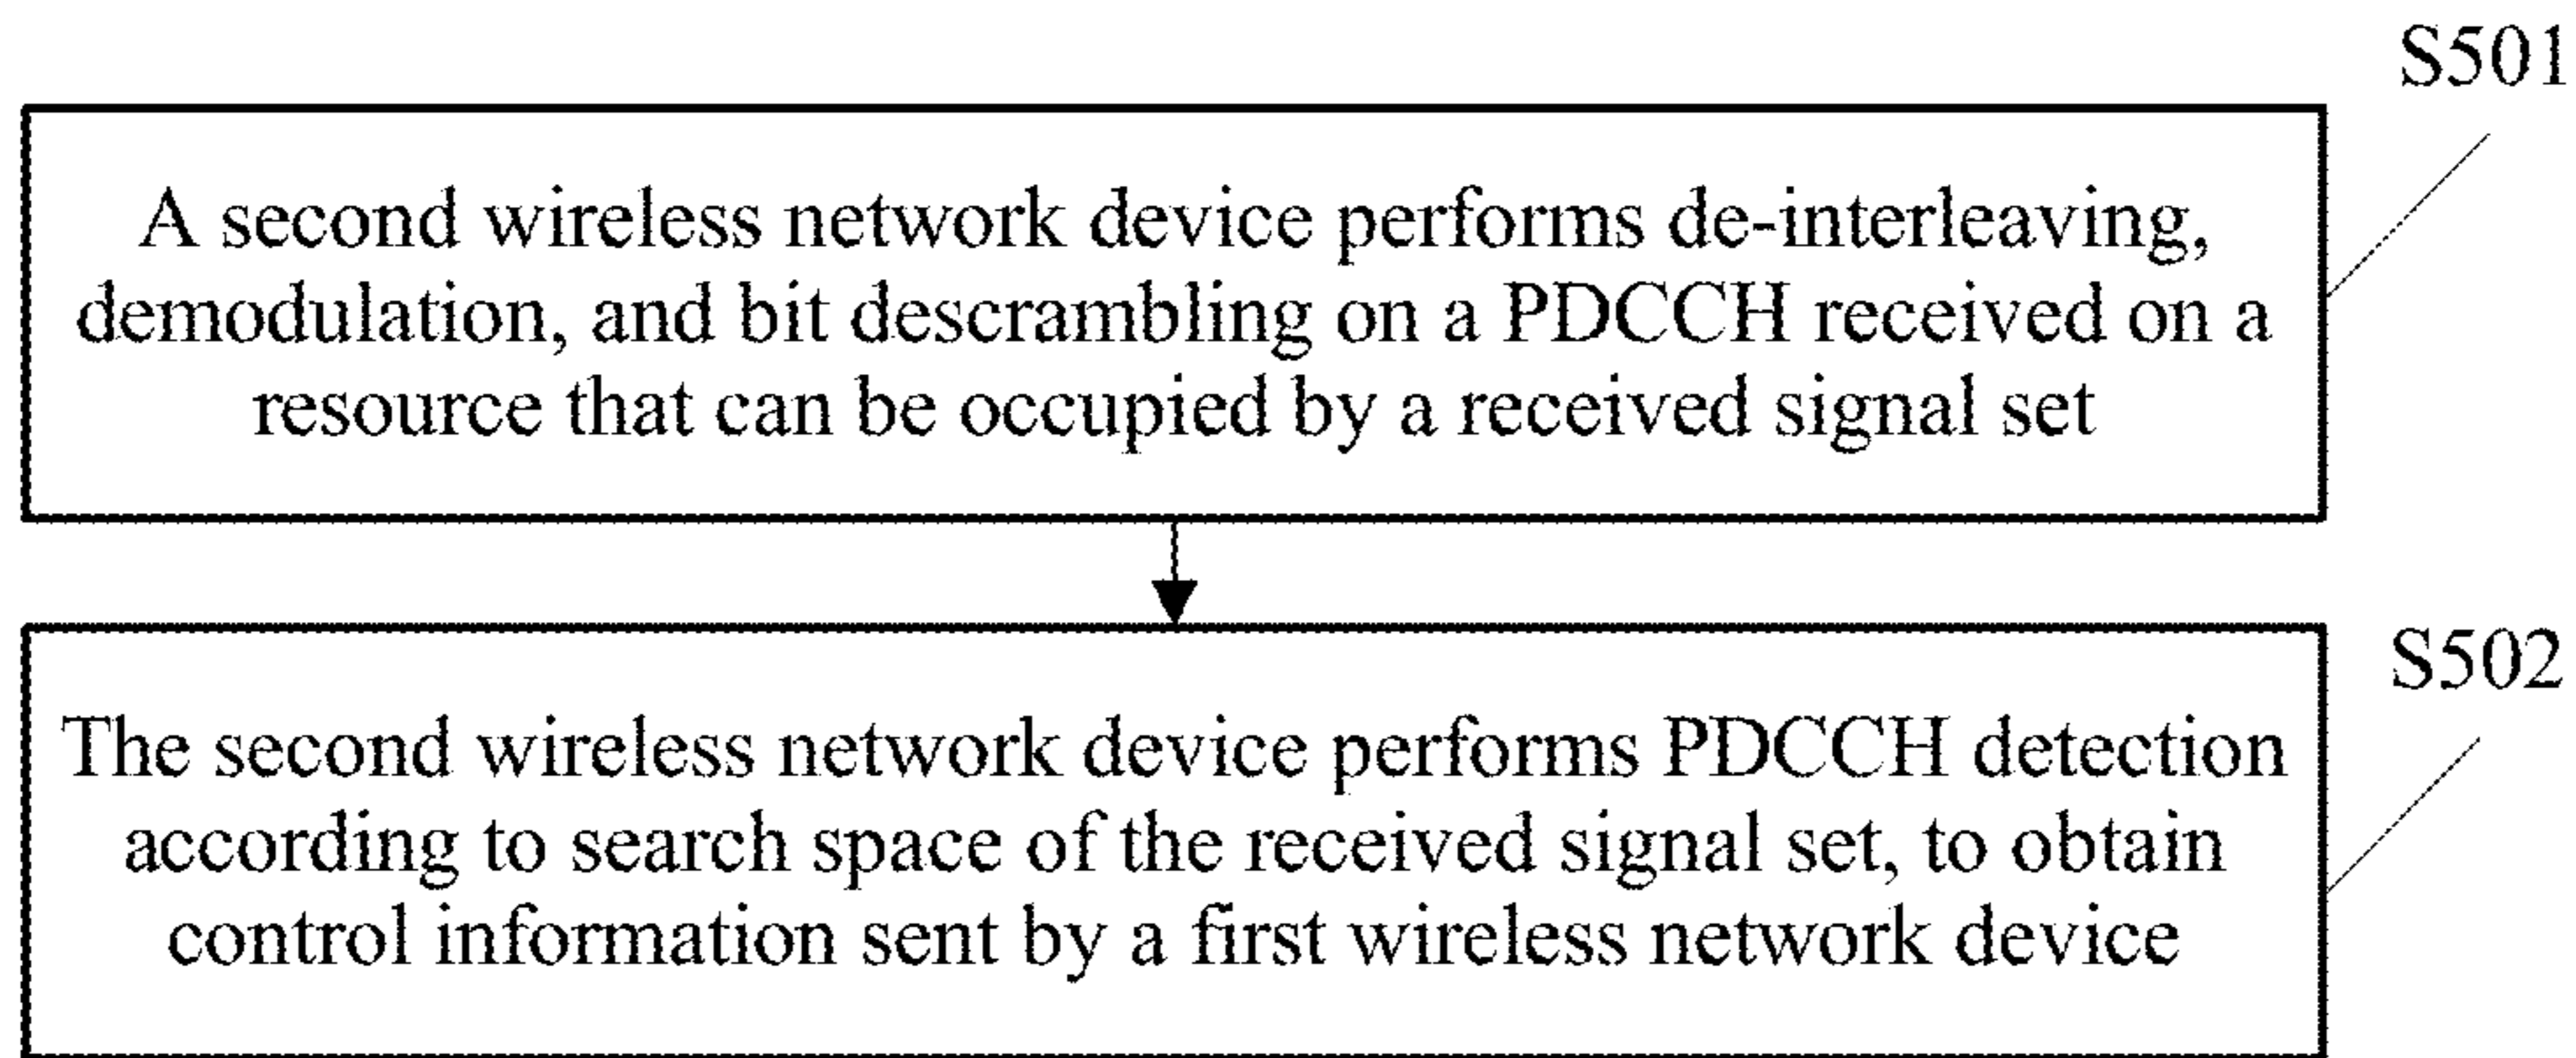 S501
A second wireless network device performs de-interleaving,
demodulation, and bit descrambling on a PDCCH received on a
resource that can be occupied by a received signal set
S502
The second wireless network device performs PDCCH detection
according to search space of the received signal set, to obtain
control information sent by a first wireless network device